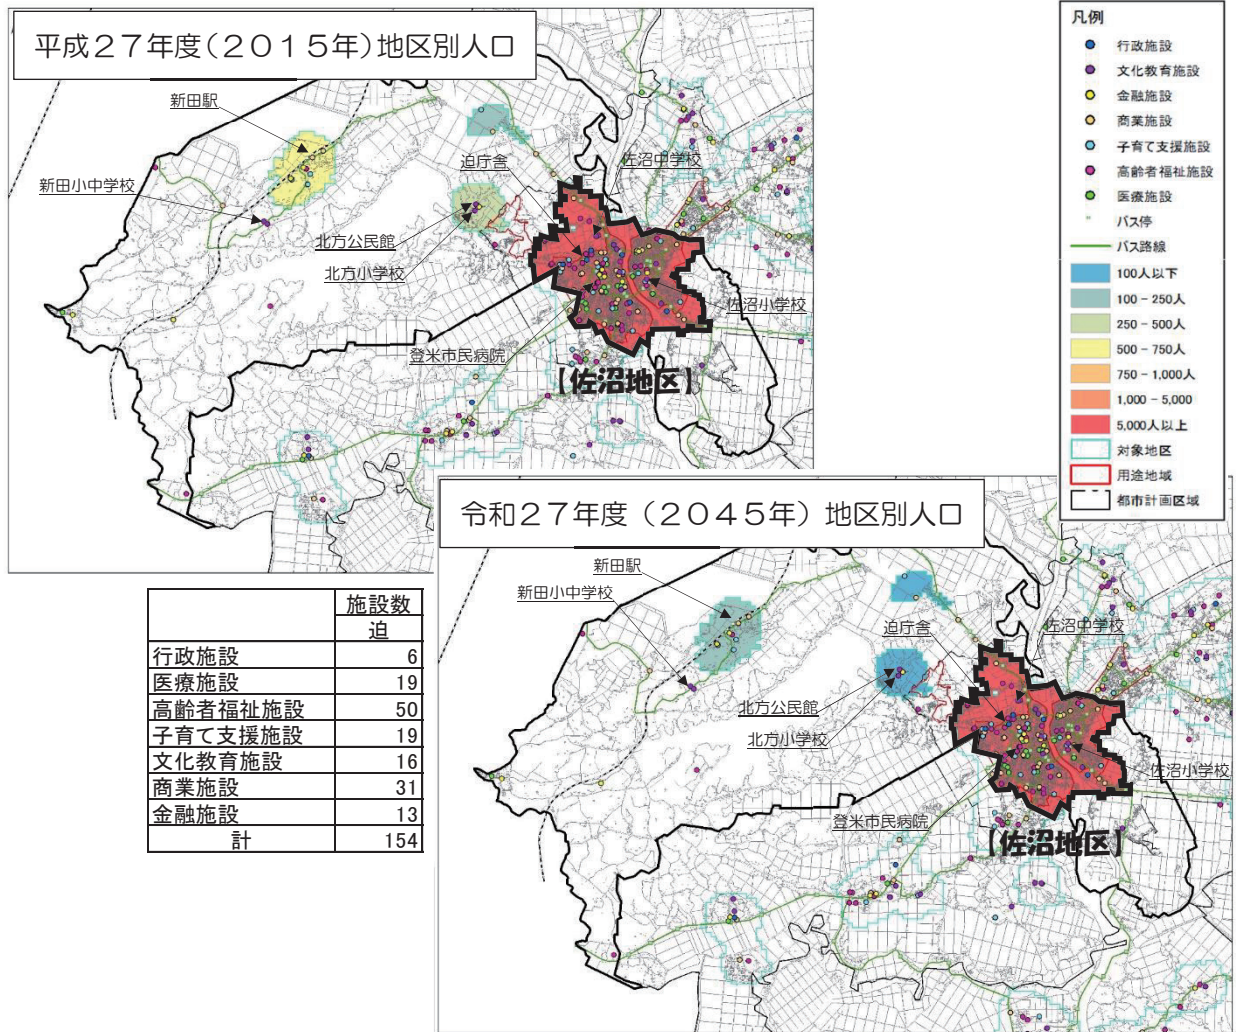 平成27年度(2015年)地区別人口
新田駅
新田小中学校
迫庁舎
佐沼中学校
北方公民館
北方小学校
佐沼小学校
登米市民病院
【佐沼地区】
凡例
行政施設
文化教育施設
金融施設
商業施設
子育て支援施設
高齢者福祉施設
医療施設
バス停
バス路線
100人以下
100-250人
250-500人
500-750人
750-1,000人
1,000-5,000
5,000人以上
対象地区
用途地域
都市計画区域
令和27年度(2045年)地区別人口
新田駅
新田小中学校
迫庁舎
佐沼中学校
北方公民館
北方小学校
佐沼小学校
登米市民病院
【佐沼地区】
施設数
迫
行政施設 6
医療施設 19
高齢者福祉施設 50
子育て支援施設 19
文化教育施設 16
商業施設 31
金融施設 13
計 154